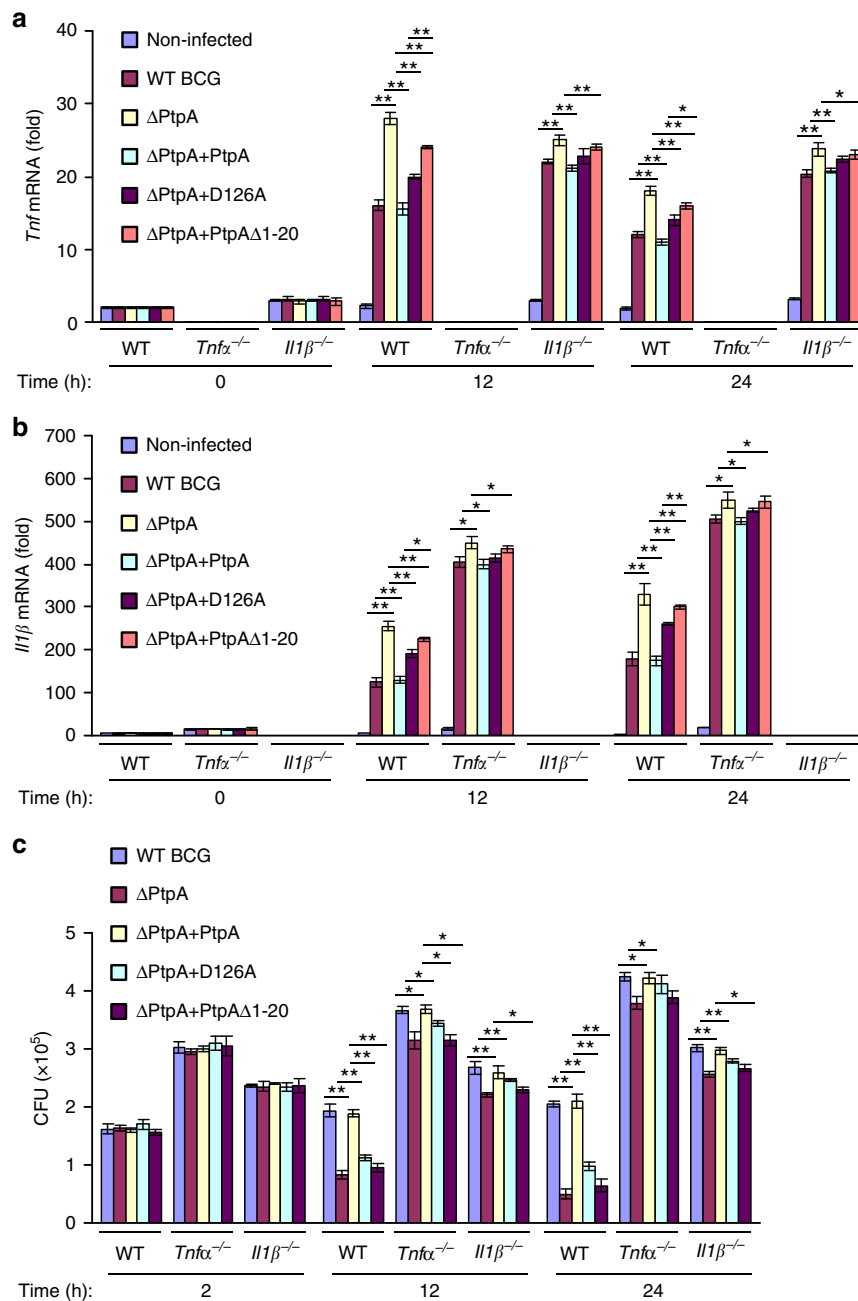 a
Tnf mRNA (fold)
40
30
20
10
0
Non-infected
WT BCG
ΔPtpA
ΔPtpA+PtpA
ΔPtpA+D126A
ΔPtpA+PtpAΔ1-20
** ** ** ** ** ** ** ** ** ** ** * ** ** *
WT Tnfα−/− Il1β−/− WT Tnfα−/− Il1β−/− WT Tnfα−/− Il1β−/−
Time (h): 0 12 24
b
Il1β mRNA (fold)
700
600
500
400
300
200
100
0
Non-infected
WT BCG
ΔPtpA
ΔPtpA+PtpA
ΔPtpA+D126A
ΔPtpA+PtpAΔ1-20
** ** ** ** * * * * ** ** ** ** ** * * *
WT Tnfα−/− Il1β−/− WT Tnfα−/− Il1β−/− WT Tnfα−/− Il1β−/−
Time (h): 0 12 24
c
CFU (×10⁵)
5
4
3
2
1
0
WT BCG
ΔPtpA
ΔPtpA+PtpA
ΔPtpA+D126A
ΔPtpA+PtpAΔ1-20
** ** ** ** * * * * ** ** * ** ** ** ** * * ** ** *
WT Tnfα−/− Il1β−/− WT Tnfα−/− Il1β−/− WT Tnfα−/− Il1β−/−
Time (h): 2 12 24